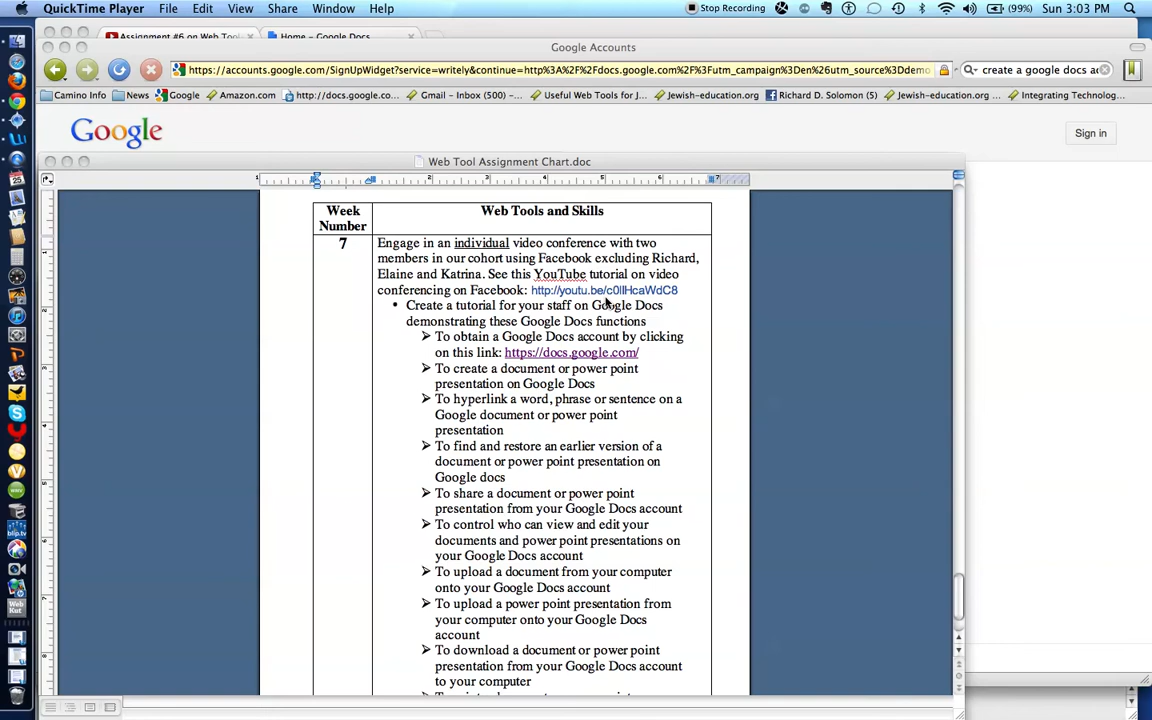 QuickTime Player File Edit View Share Window Help Stop Recording (99%) Sun 3:03 PM
Assignment #6 on Web Tool Home – Google Docs
Google Accounts
https://accounts.google.com/SignUpWidget?service=writely&continue=http%3A%2F%2Fdocs.google.com%2F%3Futm_campaign%3Den%26utm_source%3Ddemo create a google docs ac
Camino Info News Google Amazon.com http://docs.google.co... Gmail – Inbox (500) –... Useful Web Tools for J... Jewish-education.org Richard D. Solomon (5) Jewish-education.org ... Integrating Technolog...
Google
Sign in
Web Tool Assignment Chart.doc
1 2 3 4 5 6 7
Week Number
Web Tools and Skills
7
Engage in an individual video conference with two
members in our cohort using Facebook excluding Richard,
Elaine and Katrina. See this YouTube tutorial on video
conferencing on Facebook: http://youtu.be/c0llHcaWdC8
• Create a tutorial for your staff on Google Docs
demonstrating these Google Docs functions
➢ To obtain a Google Docs account by clicking
on this link: https://docs.google.com/
➢ To create a document or power point
presentation on Google Docs
➢ To hyperlink a word, phrase or sentence on a
Google document or power point
presentation
➢ To find and restore an earlier version of a
document or power point presentation on
Google docs
➢ To share a document or power point
presentation from your Google Docs account
➢ To control who can view and edit your
documents and power point presentations on
your Google Docs account
➢ To upload a document from your computer
onto your Google Docs account
➢ To upload a power point presentation from
your computer onto your Google Docs
account
➢ To download a document or power point
presentation from your Google Docs account
to your computer